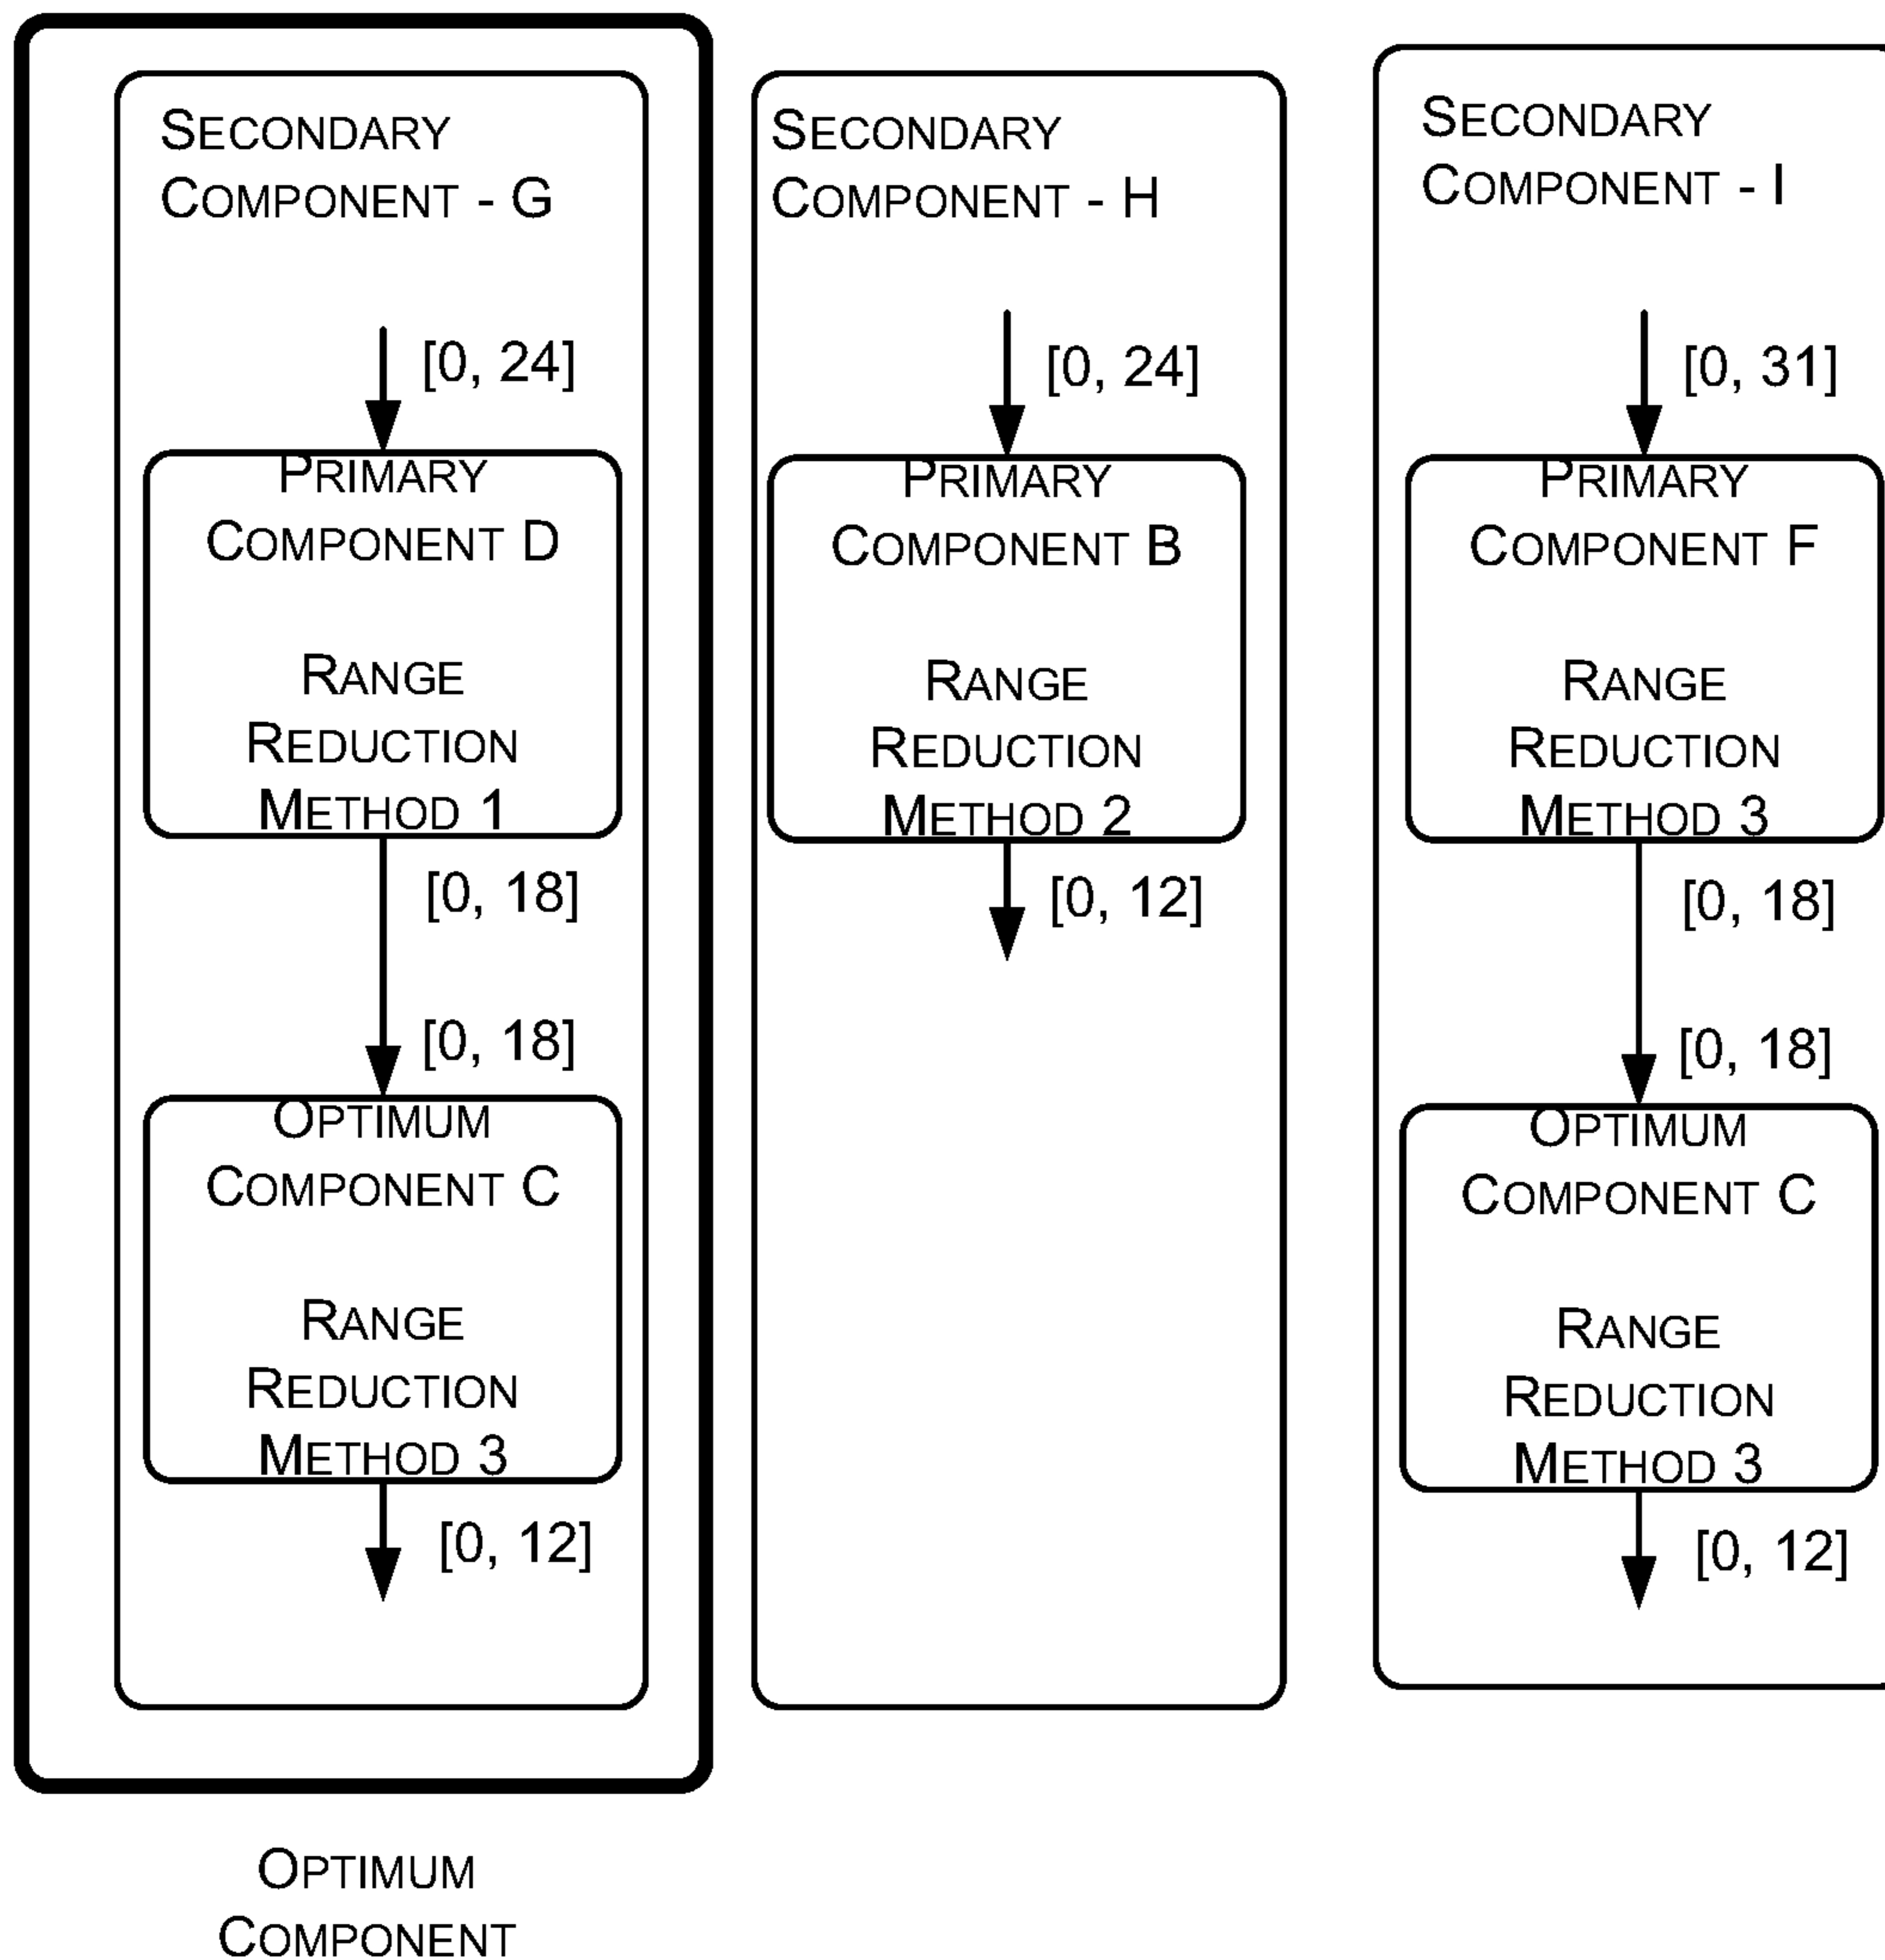 SECONDARY
COMPONENT - G
[0, 24]
PRIMARY
COMPONENT D
RANGE
REDUCTION
METHOD 1
[0, 18]
[0, 18]
OPTIMUM
COMPONENT C
RANGE
REDUCTION
METHOD 3
[0, 12]
OPTIMUM
COMPONENT
SECONDARY
COMPONENT - H
[0, 24]
PRIMARY
COMPONENT B
RANGE
REDUCTION
METHOD 2
[0, 12]
SECONDARY
COMPONENT - I
[0, 31]
PRIMARY
COMPONENT F
RANGE
REDUCTION
METHOD 3
[0, 18]
[0, 18]
OPTIMUM
COMPONENT C
RANGE
REDUCTION
METHOD 3
[0, 12]